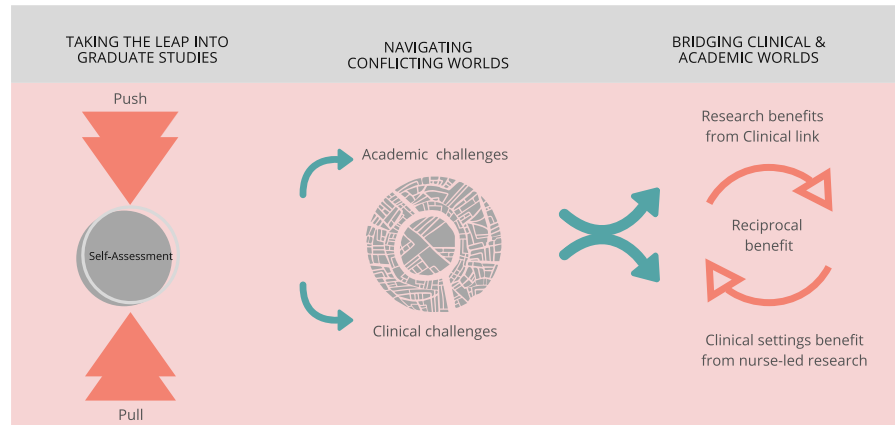 TAKING THE LEAP INTO
GRADUATE STUDIES
NAVIGATING
CONFLICTING WORLDS
BRIDGING CLINICAL &
ACADEMIC WORLDS
Push
Self-Assessment
Pull
Academic challenges
Clinical challenges
Research benefits
from Clinical link
Reciprocal
benefit
Clinical settings benefit
from nurse-led research